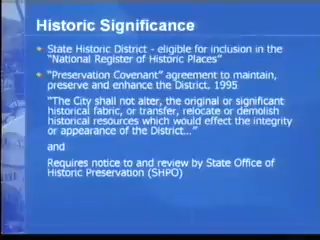 Historic Significance
State Historic District - eligible for inclusion in the
"National Register of Historic Places"
"Preservation Covenant" agreement to maintain,
preserve and enhance the District, 1995
"The City shall not alter, the original or significant
historical fabric, or transfer, relocate or demolish
historical resources which would effect the integrity
or appearance of the District..."
and
Requires notice to and review by State Office of
Historic Preservation (SHPO)